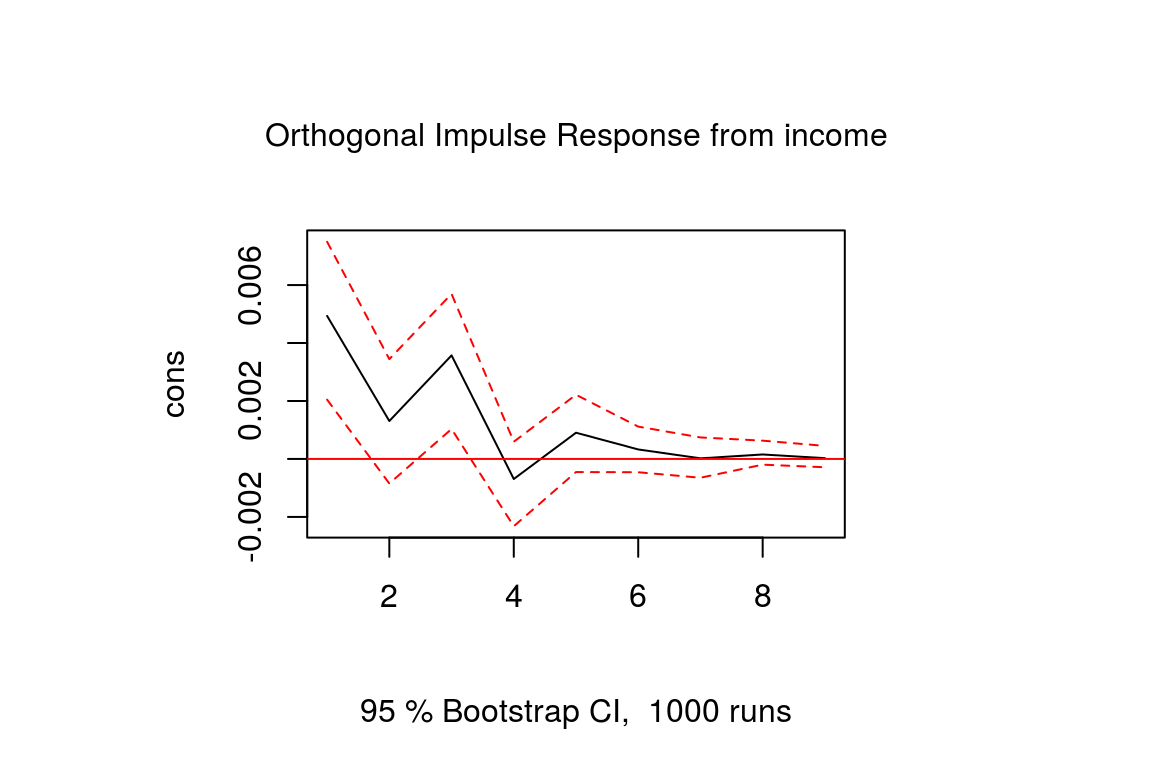 Orthogonal Impulse Response from income
cons
0.006
0.002
-0.002
2 4 6 8
95 % Bootstrap CI,  1000 runs